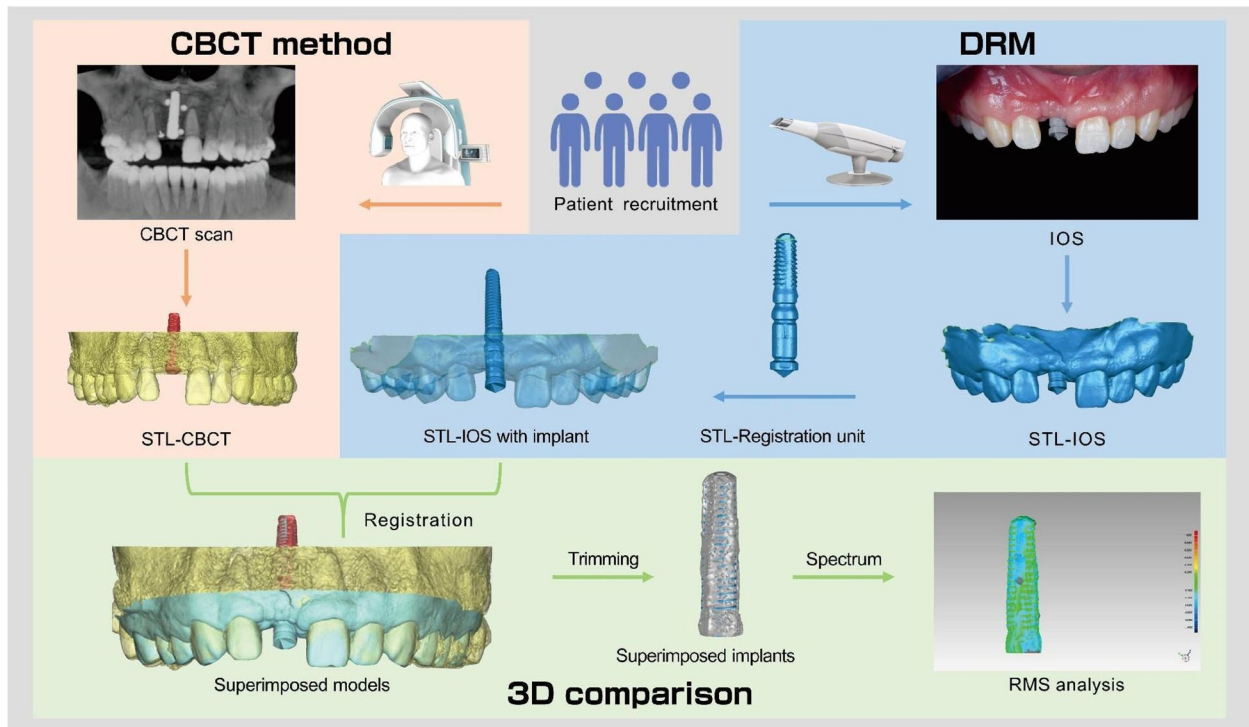 CBCT method
DRM
Patient recruitment
CBCT scan
IOS
STL-CBCT
STL-IOS with implant
STL-Registration unit
STL-IOS
Registration
Trimming
Spectrum
Superimposed models
Superimposed implants
RMS analysis
3D comparison